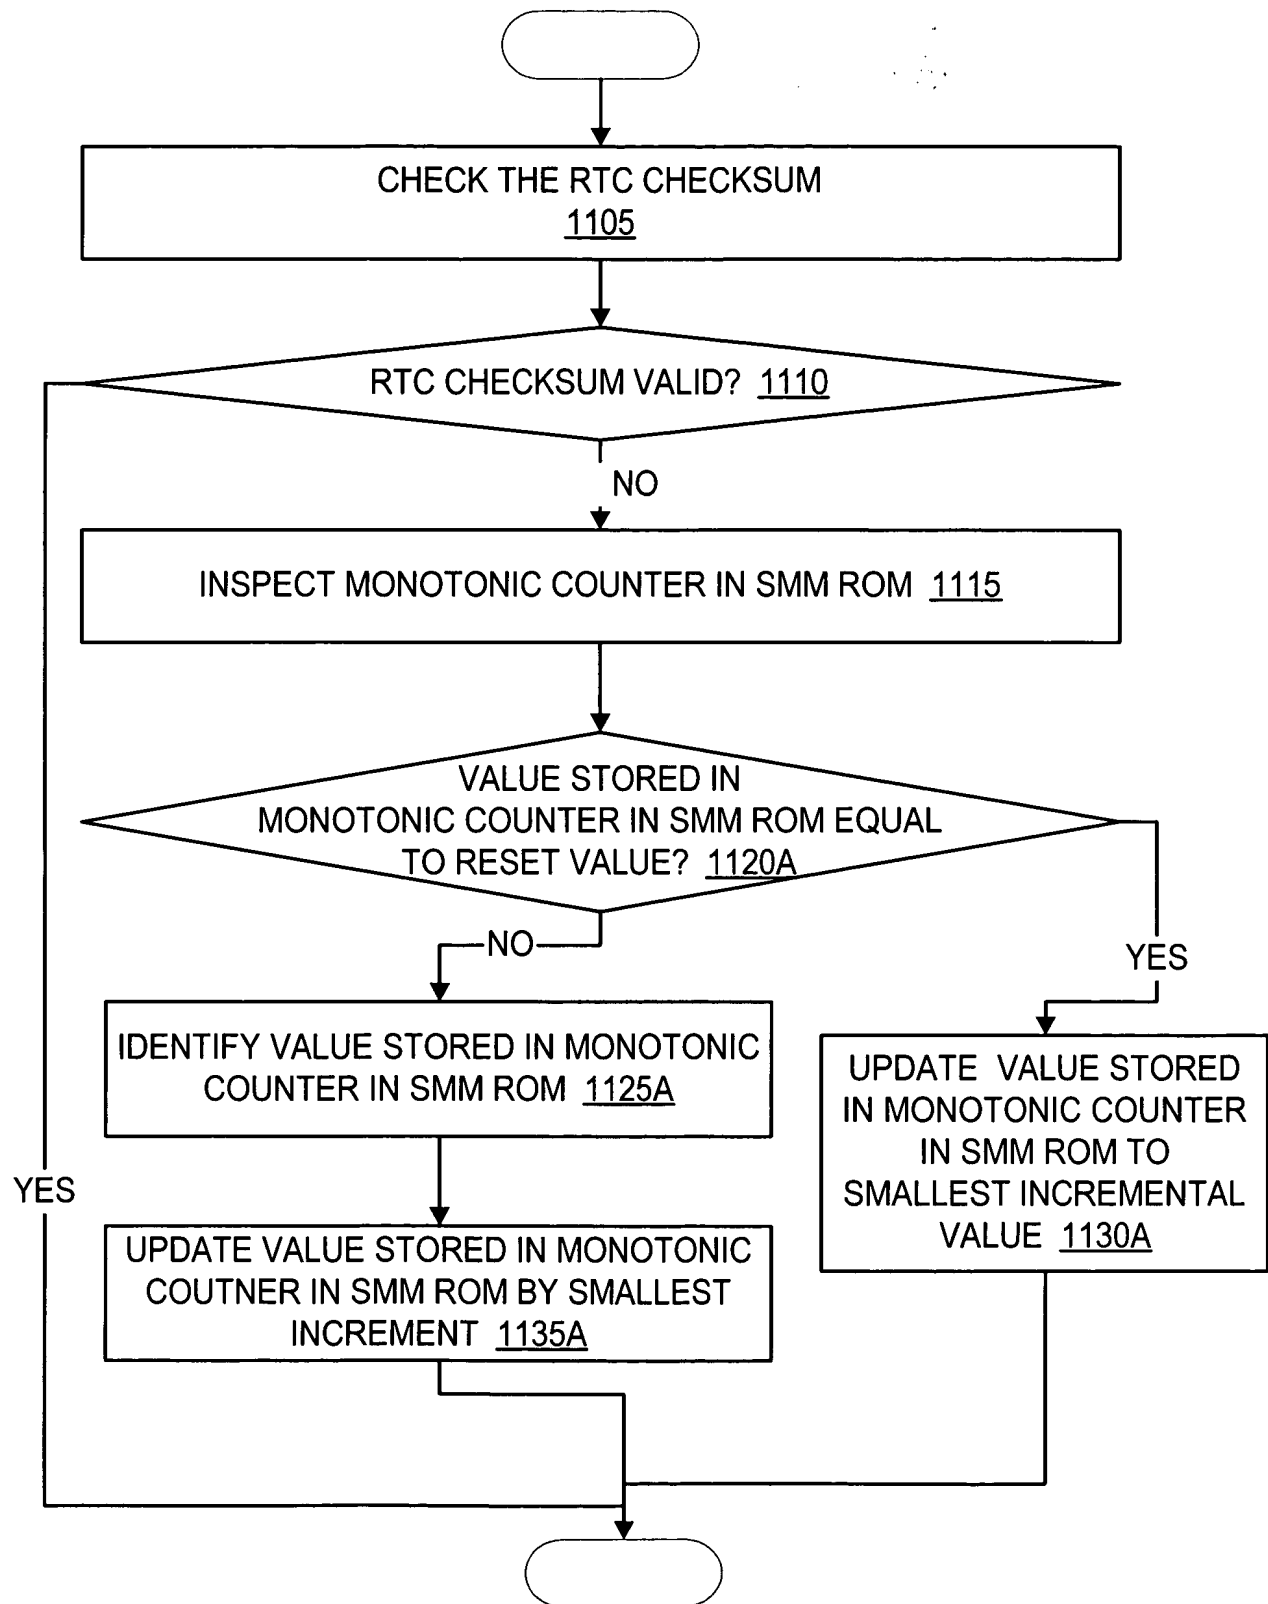 CHECK THE RTC CHECKSUM
1105
RTC CHECKSUM VALID? 1110
NO
INSPECT MONOTONIC COUNTER IN SMM ROM 1115
VALUE STORED IN
MONOTONIC COUNTER IN SMM ROM EQUAL
TO RESET VALUE? 1120A
NO
YES
IDENTIFY VALUE STORED IN MONOTONIC
COUNTER IN SMM ROM 1125A
UPDATE VALUE STORED
IN MONOTONIC COUNTER
IN SMM ROM TO
SMALLEST INCREMENTAL
VALUE 1130A
YES
UPDATE VALUE STORED IN MONOTONIC
COUTNER IN SMM ROM BY SMALLEST
INCREMENT 1135A